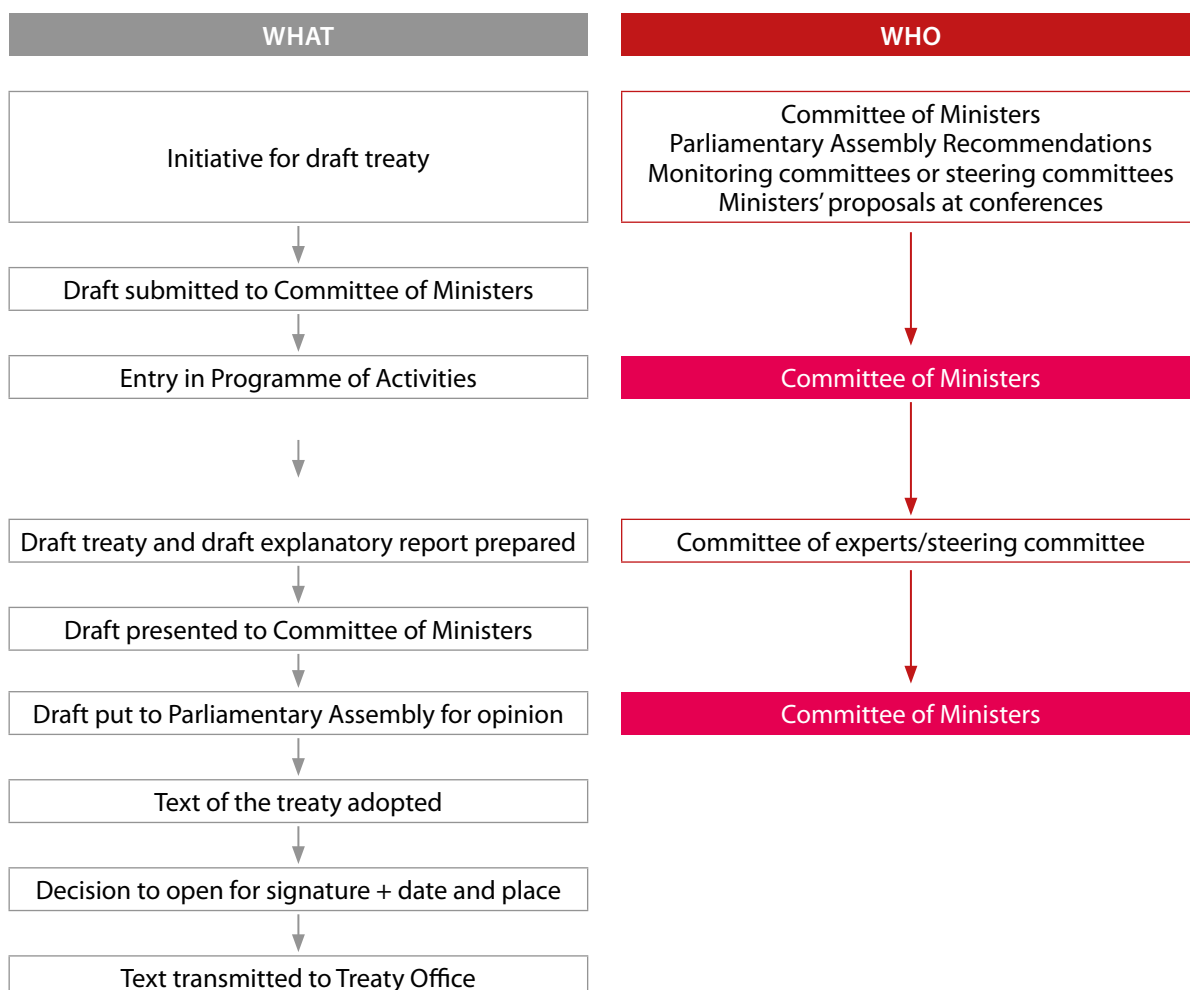 WHAT
WHO
Initiative for draft treaty
Committee of Ministers
Parliamentary Assembly Recommendations
Monitoring committees or steering committees
Ministers’ proposals at conferences
Draft submitted to Committee of Ministers
Entry in Programme of Activities
Committee of Ministers
Draft treaty and draft explanatory report prepared
Committee of experts/steering committee
Draft presented to Committee of Ministers
Draft put to Parliamentary Assembly for opinion
Committee of Ministers
Text of the treaty adopted
Decision to open for signature + date and place
Text transmitted to Treaty Office